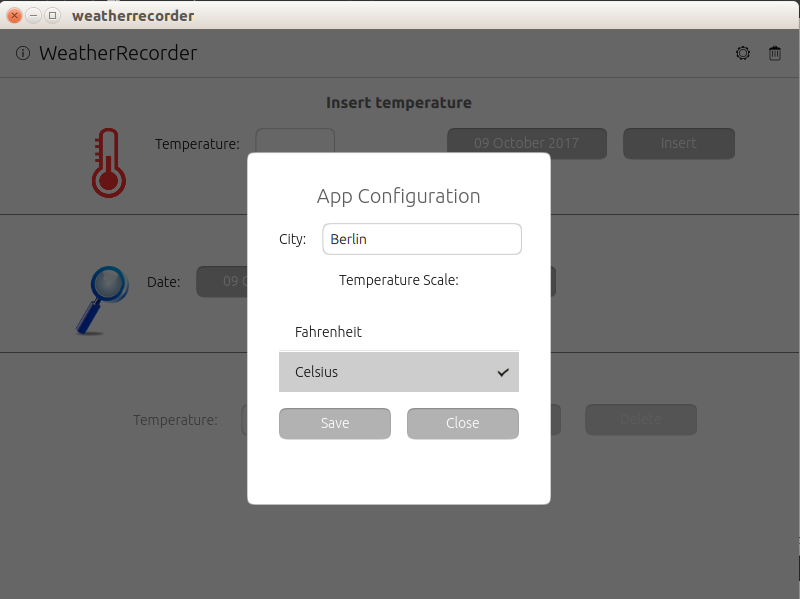 weatherrecorder
WeatherRecorder
Insert temperature
Temperature:
09 October 2017
Insert
App Configuration
City:
Berlin
Temperature Scale:
Date:
09 O
Fahrenheit
Celsius
Save
Close
Temperature:
Delete